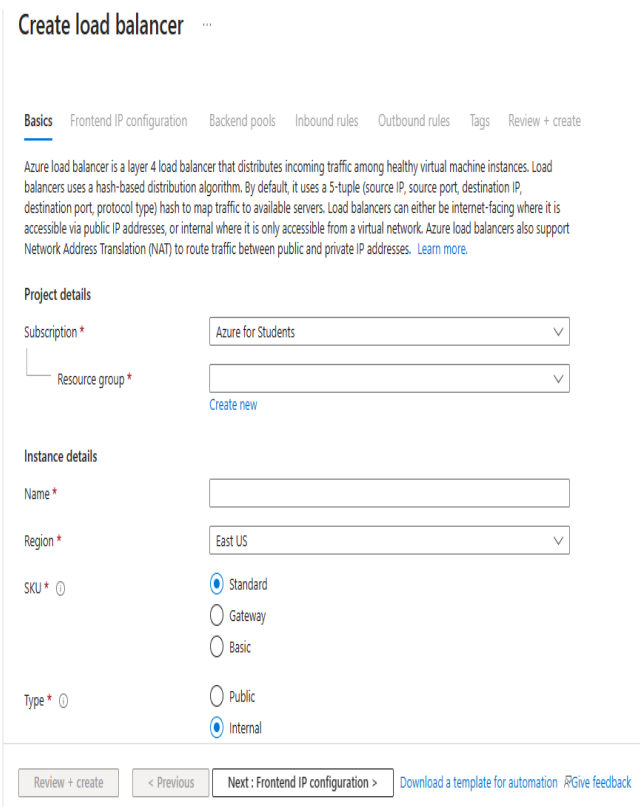 Create load balancer ...
Basics Frontend IP configuration Backend pools Inbound rules Outbound rules Tags Review + create
Azure load balancer is a layer 4 load balancer that distributes incoming traffic among healthy virtual machine instances. Load
balancers uses a hash-based distribution algorithm. By default, it uses a 5-tuple (source IP, source port, destination IP,
destination port, protocol type) hash to map traffic to available servers. Load balancers can either be internet-facing where it is
accessible via public IP addresses, or internal where it is only accessible from a virtual network. Azure load balancers also support
Network Address Translation (NAT) to route traffic between public and private IP addresses. Learn more.
Project details
Subscription * Azure for Students
Resource group *
Create new
Instance details
Name *
Region * East US
SKU * Standard
Gateway
Basic
Type * Public
Internal
Review + create < Previous Next : Frontend IP configuration > Download a template for automation Give feedback